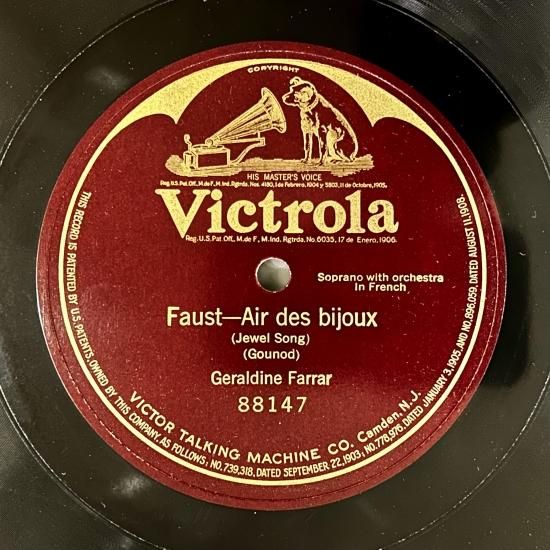 COPYRIGHT
HIS MASTER'S VOICE
Reg.U.S.Pat.Off., M.de F., M.Ind. Rgtrda. Nos. 4180, 1 de Febrero, 1904 y 5803, 11 de Octubre, 1905.
Victrola
Reg. U.S. Pat Off., M. de F., M. Ind. Rgtrda. No. 6035, 17 de Enero, 1906.
Soprano with orchestra
In French
Faust—Air des bijoux
(Jewel Song)
(Gounod)
Geraldine Farrar
88147
VICTOR TALKING MACHINE CO. Camden, N.J.
THIS RECORD IS PATENTED BY U.S. PATENTS, OWNED BY THIS COMPANY, AS FOLLOWS, NO. 739,318, DATED SEPTEMBER 22, 1903, NO. 778,975, DATED JANUARY 3, 1905, AND NO. 896,059, DATED AUGUST 11, 1908.